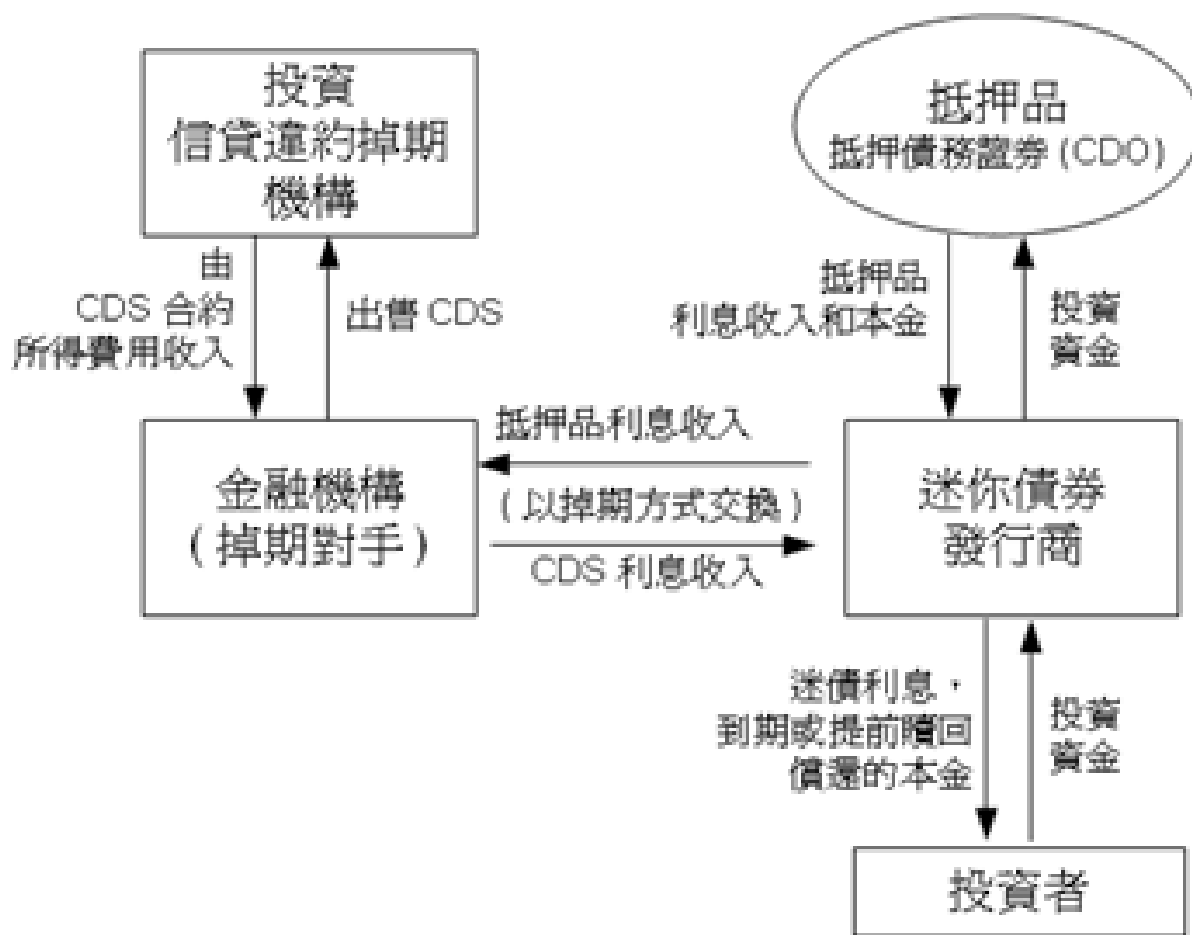 投資
信貸違約掉期
機構
抵押品
抵押債務證券 (CDO)
由
CDS 合約
所得費用收入
出售 CDS
抵押品
利息收入和本金
投資
資金
金融機構
(掉期對手)
抵押品利息收入
(以掉期方式交換)
CDS 利息收入
迷你債券
發行商
迷債利息，
到期或提前贖回
償還的本金
投資
資金
投資者